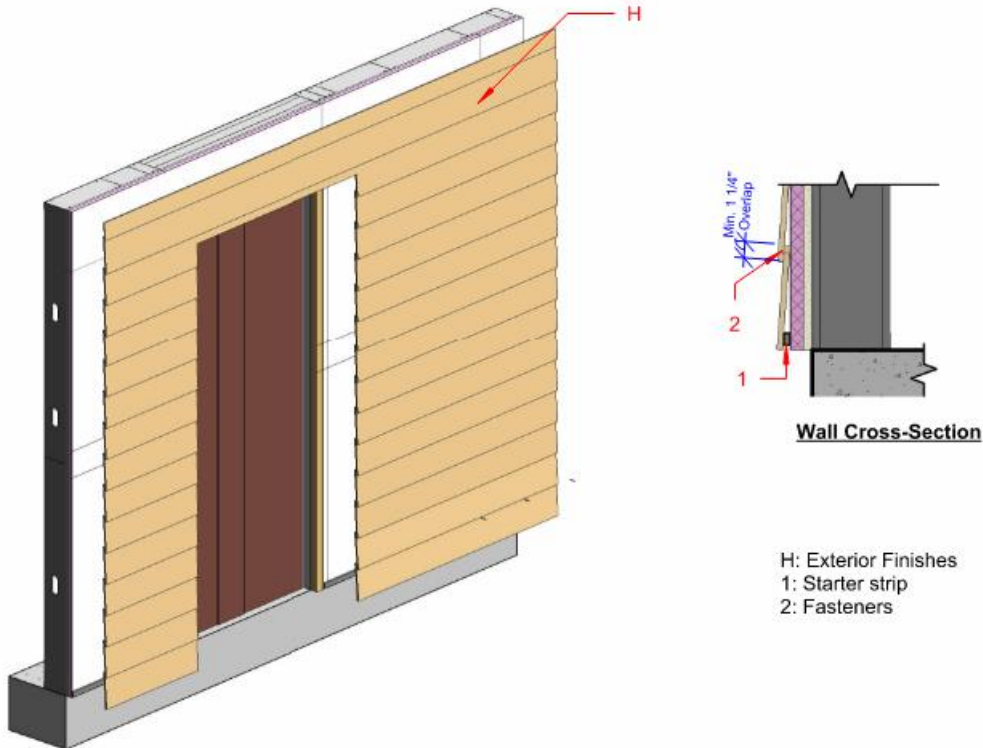 H
Min. 1 1/4"
Overlap
2
1
Wall Cross-Section
H: Exterior Finishes
1: Starter strip
2: Fasteners